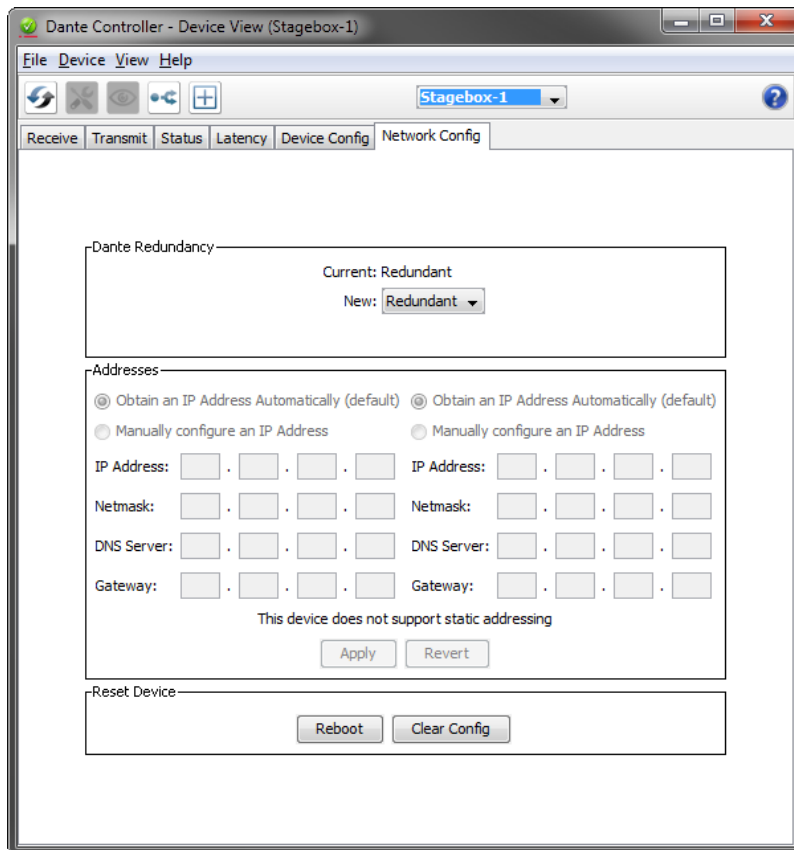 Dante Controller - Device View (Stagebox-1)
File Device View Help
Stagebox-1
?
Receive Transmit Status Latency Device Config Network Config
Dante Redundancy
Current: Redundant
New: Redundant
Addresses
Obtain an IP Address Automatically (default) Obtain an IP Address Automatically (default)
Manually configure an IP Address Manually configure an IP Address
IP Address: . . . . IP Address: . . . .
Netmask: . . . . Netmask: . . . .
DNS Server: . . . . DNS Server: . . . .
Gateway: . . . . Gateway: . . . .
This device does not support static addressing
Apply Revert
Reset Device
Reboot Clear Config